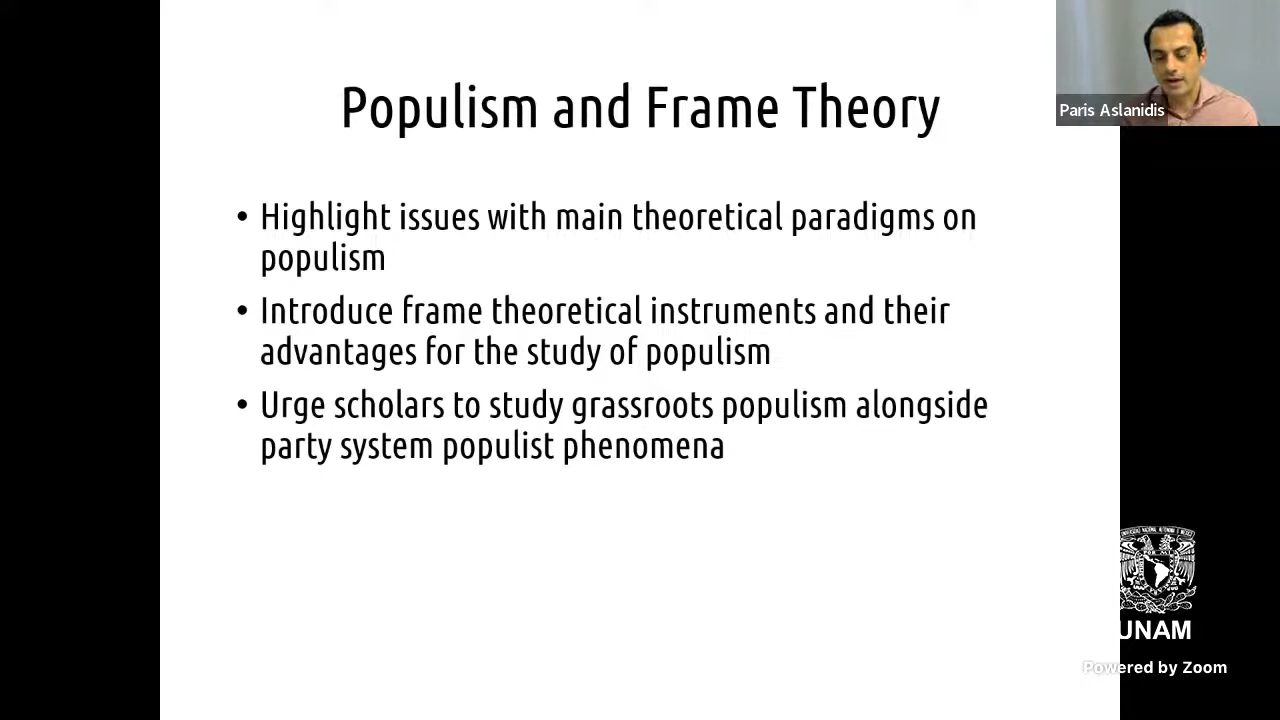 Populism and Frame Theory
Paris Aslanidis
• Highlight issues with main theoretical paradigms on
populism
• Introduce frame theoretical instruments and their
advantages for the study of populism
• Urge scholars to study grassroots populism alongside
party system populist phenomena
UNAM
Powered by Zoom